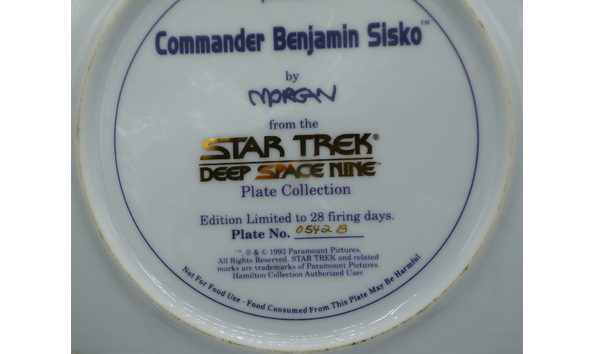 Commander Benjamin Sisko™
by
MORGAN
from the
STAR TREK®
DEEP SPACE NINE™
Plate Collection
Edition Limited to 28 firing days.
Plate No. 0542 B
™, ® & © 1993 Paramount Pictures.
All Rights Reserved. STAR TREK and related
marks are trademarks of Paramount Pictures.
Hamilton Collection Authorized User.
Not For Food Use - Food Consumed From This Plate May Be Harmful